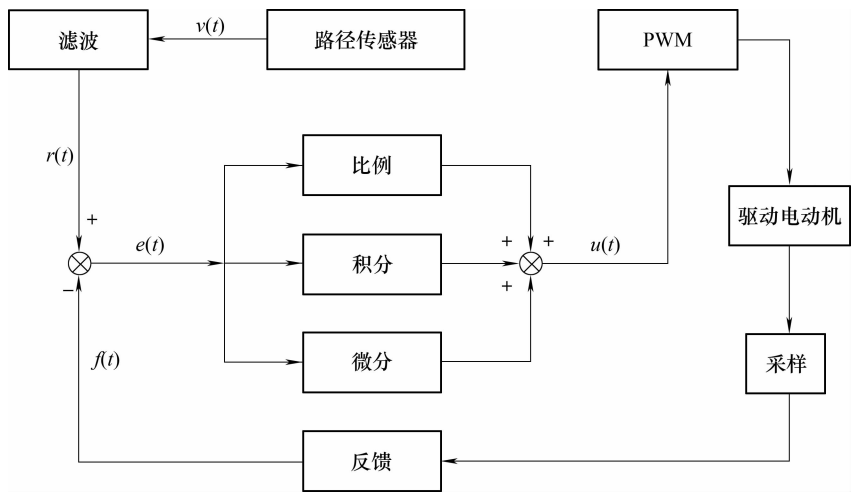 滤波
v(t)
路径传感器
PWM
r(t)
比例
+
驱动电动机
e(t)
积分
+
+
u(t)
−
+
f(t)
微分
采样
反馈